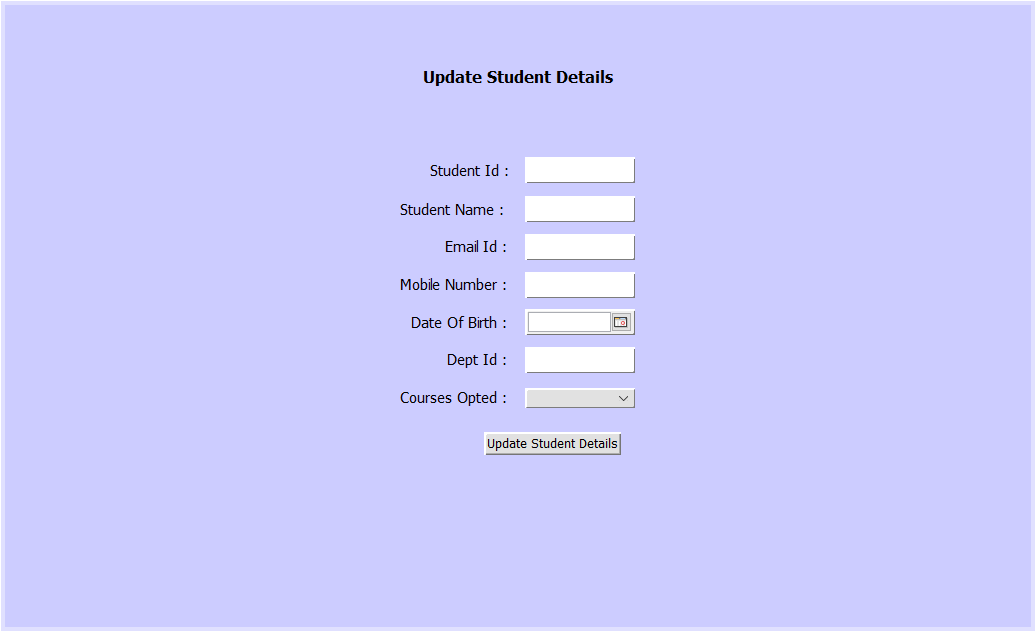 Update Student Details
Student Id :
Student Name :
Email Id :
Mobile Number :
Date Of Birth :
Dept Id :
Courses Opted :
Update Student Details